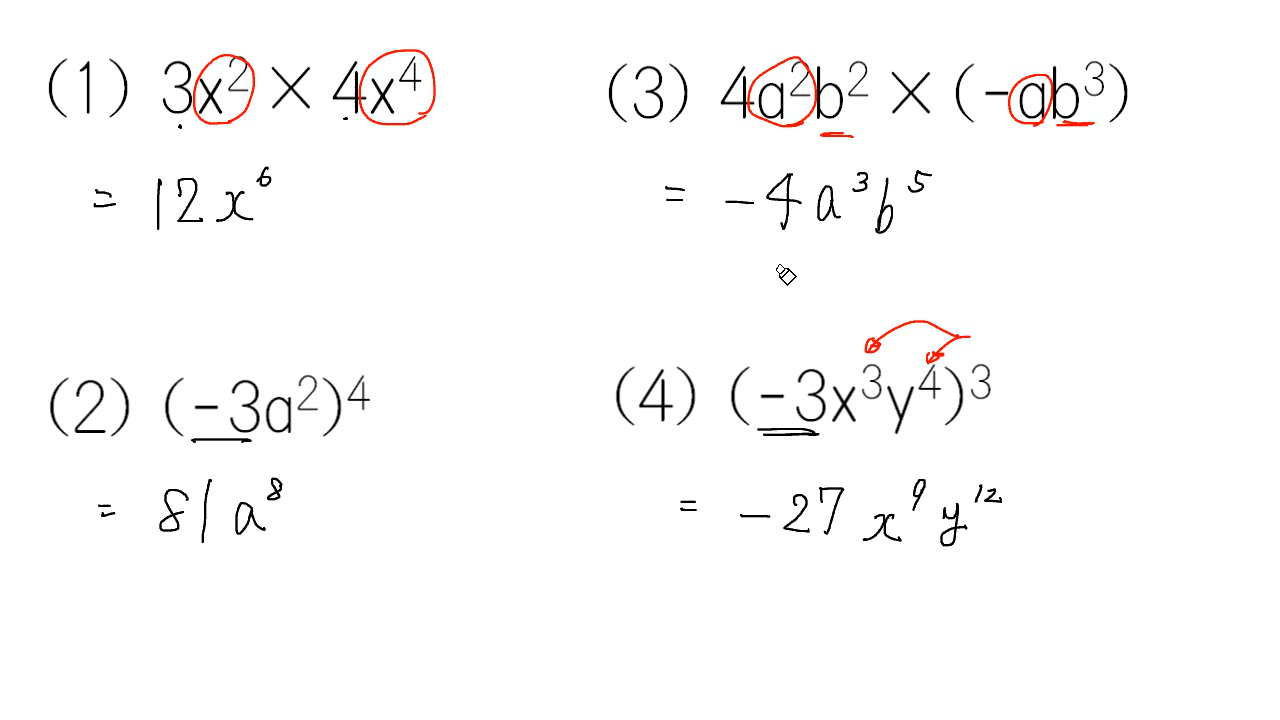 (1) 3x² × 4x⁴
= 12x⁶
(2) (-3a²)⁴
= 81a⁸
(3) 4a²b² × (-ab³)
= -4a³b⁵
(4) (-3x³y⁴)³
= -27x⁹y¹²